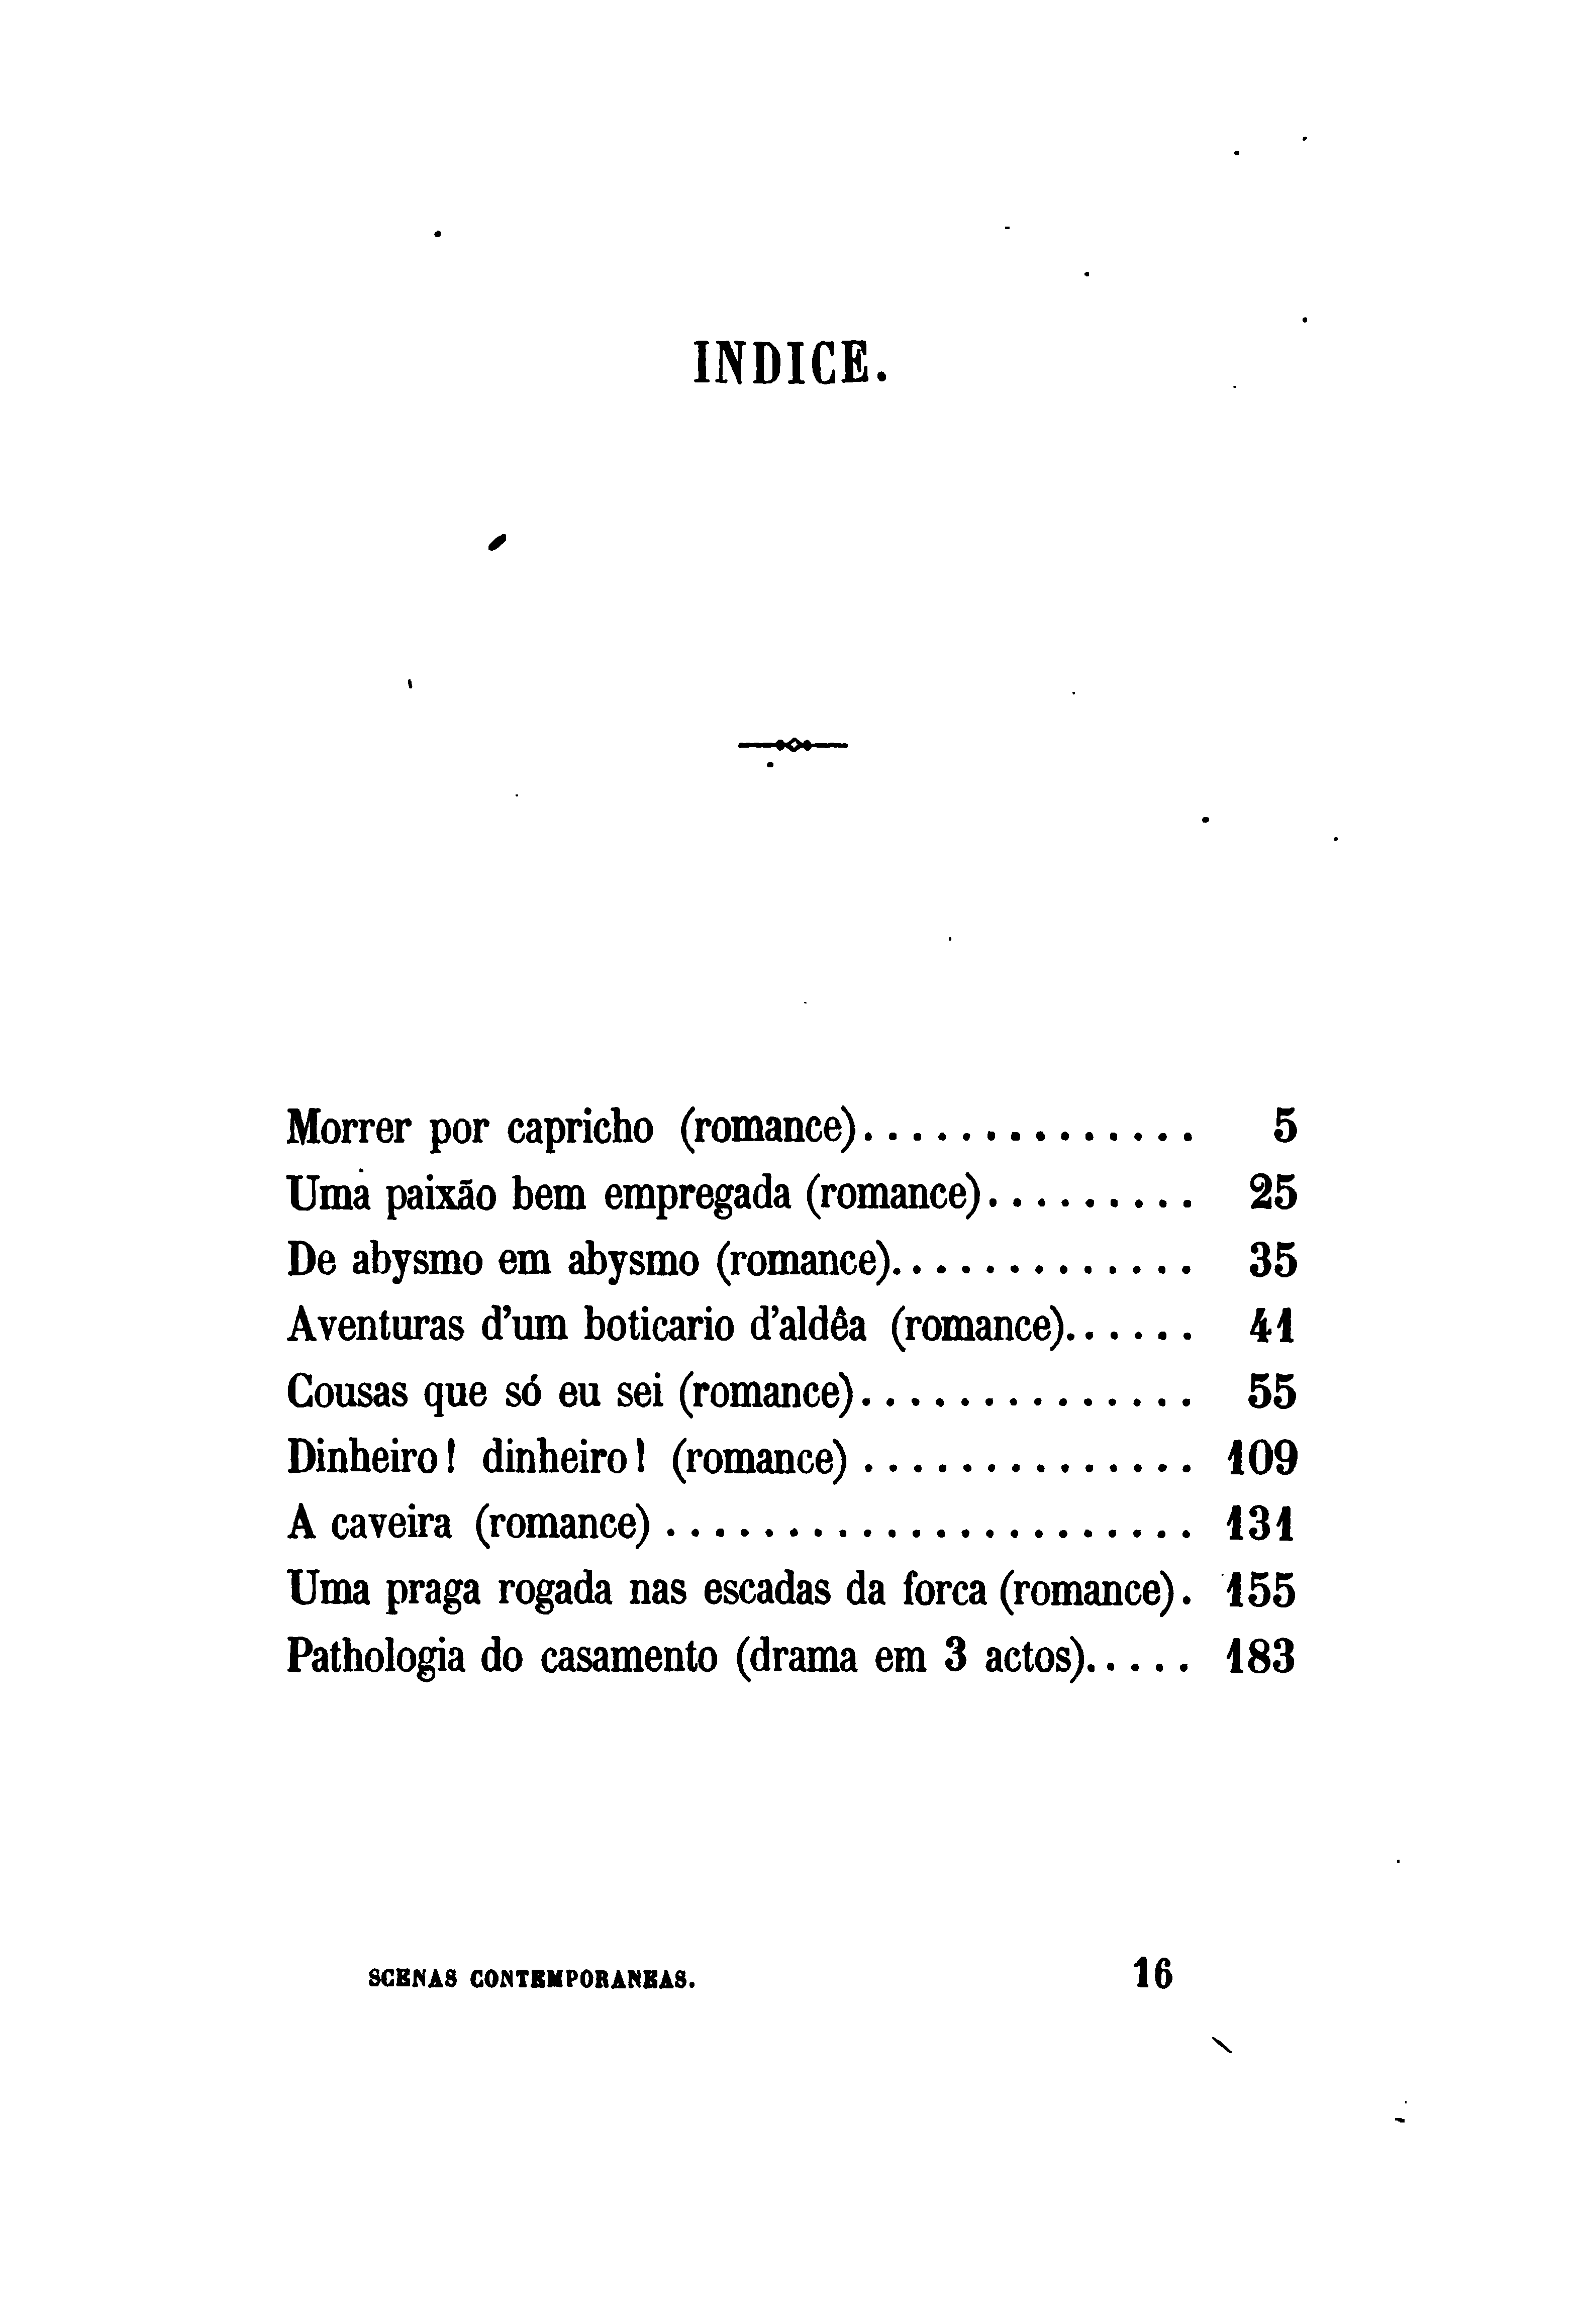 INDICE.
Morrer por capricho (romance).............. 5
Uma paixão bem empregada (romance)......... 25
De abysmo em abysmo (romance)............. 35
Aventuras d'um boticario d'aldêa (romance)...... 41
Cousas que só eu sei (romance).............. 55
Dinheiro! dinheiro! (romance) .............. 109
A caveira (romance) ...................... 131
Uma praga rogada nas escadas da forca (romance). 155
Pathologia do casamento (drama em 3 actos)..... 183
SCENAS CONTEMPORANEAS. 16